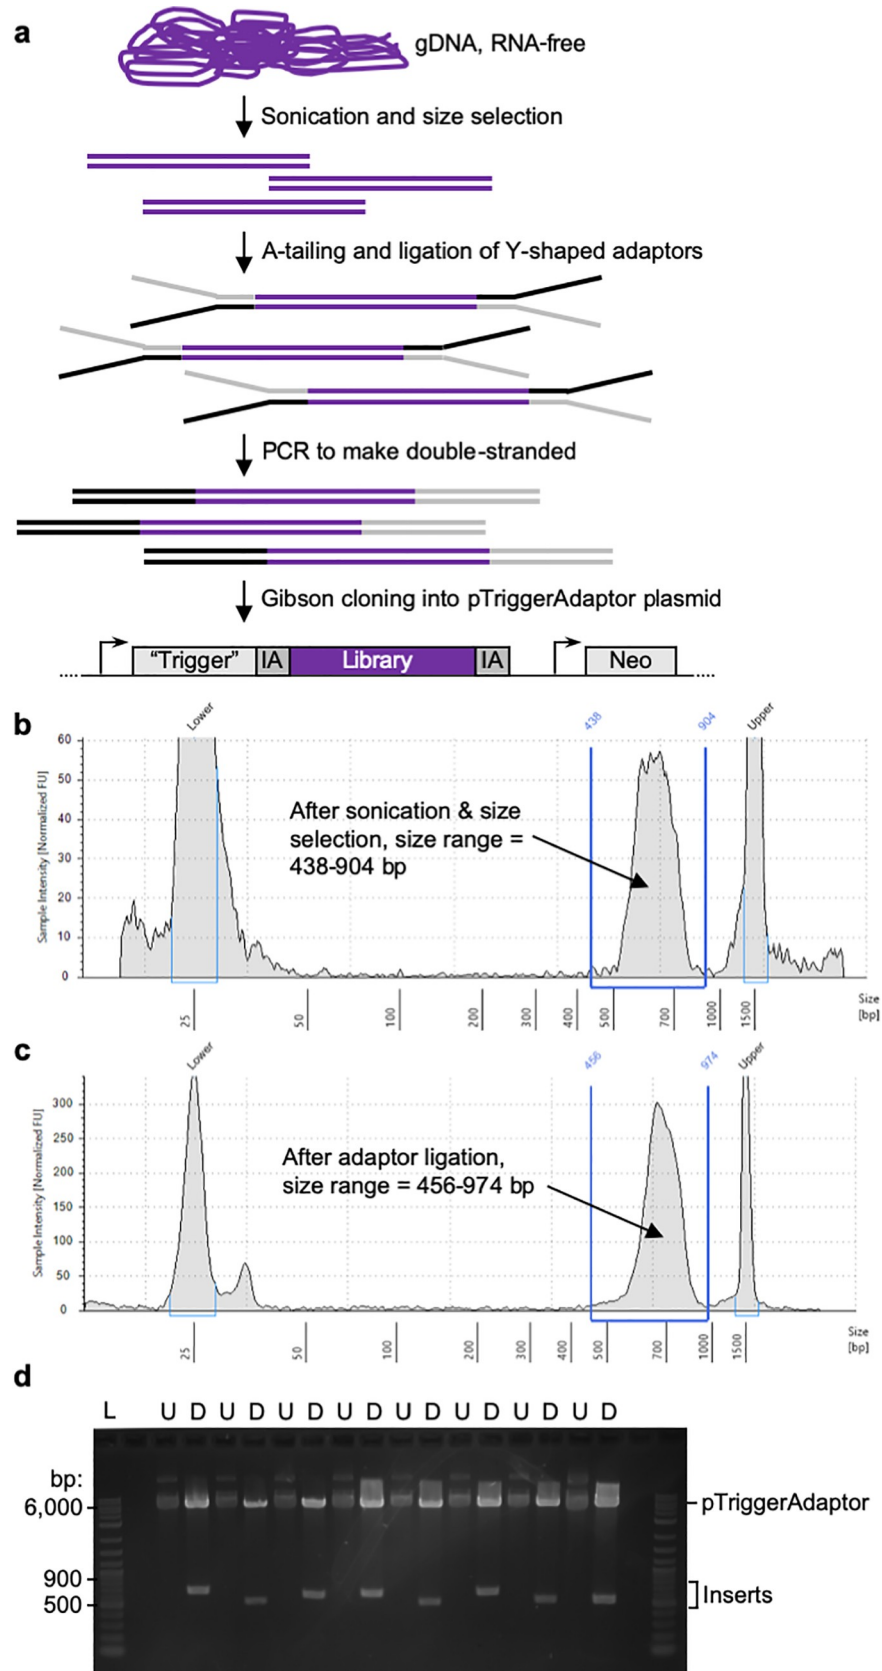 a
gDNA, RNA-free
Sonication and size selection
A-tailing and ligation of Y-shaped adaptors
PCR to make double-stranded
Gibson cloning into pTriggerAdaptor plasmid
"Trigger" IA Library IA Neo
b
Lower 438 904 Upper
Sample Intensity [Normalized FU]
60
50
40
30
20
10
0
After sonication & size
selection, size range =
438-904 bp
25 50 100 200 300 400 500 700 1000 1500
Size
[bp]
c
Lower 456 974 Upper
Sample Intensity [Normalized FU]
300
250
200
150
100
50
0
After adaptor ligation,
size range = 456-974 bp
25 50 100 200 300 400 500 700 1000 1500
Size
[bp]
d
L U D U D U D U D U D U D U D U D
bp:
6,000
900
500
pTriggerAdaptor
Inserts